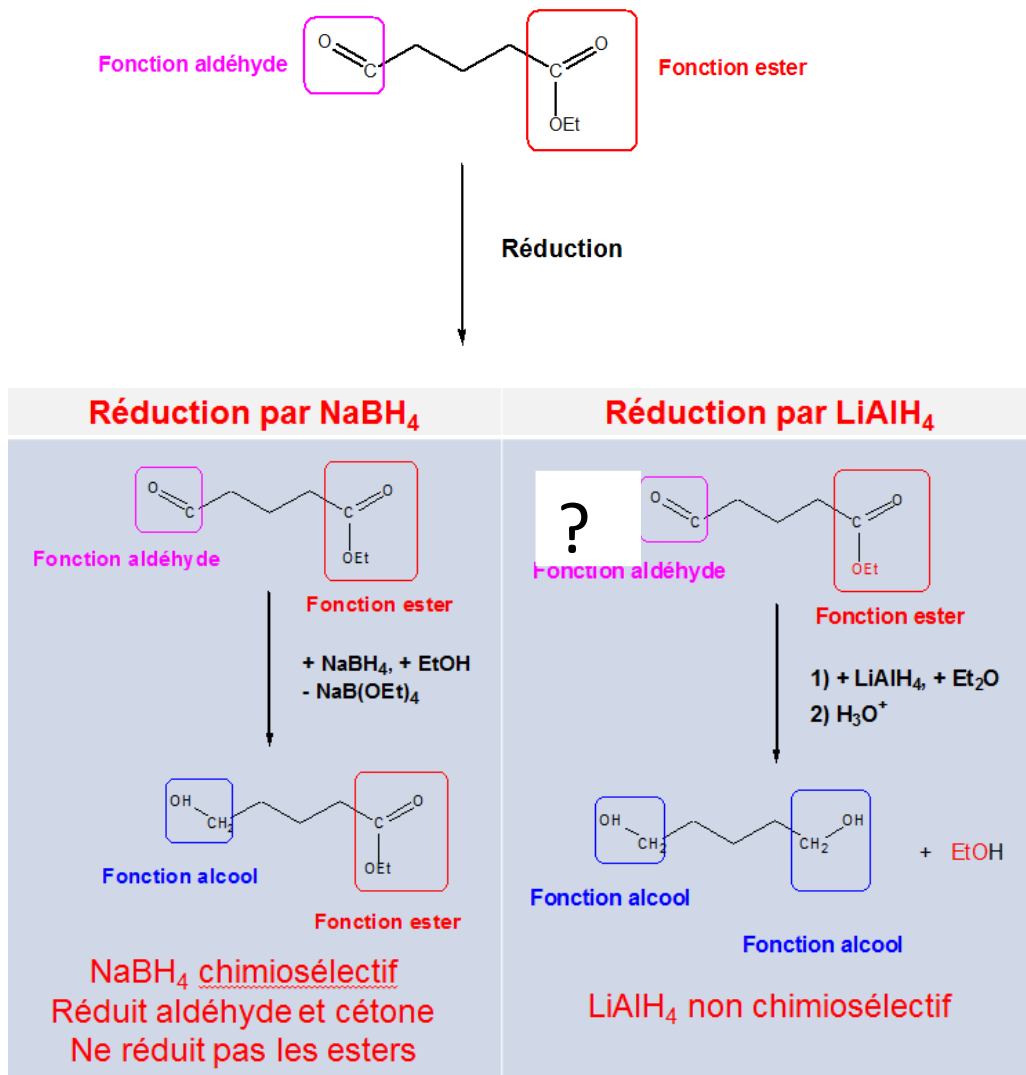 Fonction aldéhyde
O
C
O
C
OEt
Fonction ester
Réduction
Réduction par NaBH4
Réduction par LiAlH4
O
C
O
C
OEt
Fonction aldéhyde
Fonction ester
+ NaBH4, + EtOH
- NaB(OEt)4
OH
CH2
O
C
OEt
Fonction alcool
Fonction ester
NaBH4 chimiosélectif
Réduit aldéhyde et cétone
Ne réduit pas les esters
?
O
C
O
C
OEt
Fonction aldéhyde
Fonction ester
1) + LiAlH4, + Et2O
2) H3O+
OH
CH2
OH
CH2
+ EtOH
Fonction alcool
Fonction alcool
LiAlH4 non chimiosélectif